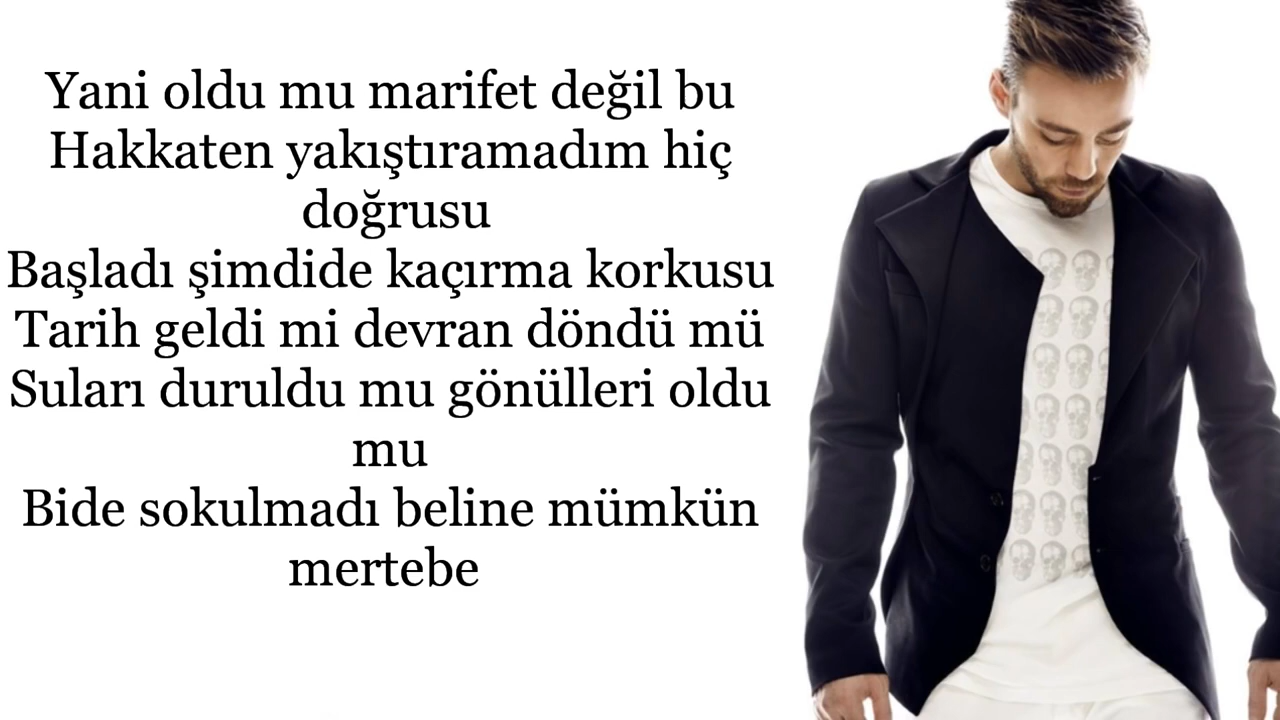 Yani oldu mu marifet değil bu
Hakkaten yakıştıramadım hiç
doğrusu
Başladı şimdide kaçırma korkusu
Tarih geldi mi devran döndü mü
Suları duruldu mu gönülleri oldu
mu
Bide sokulmadı beline mümkün
mertebe